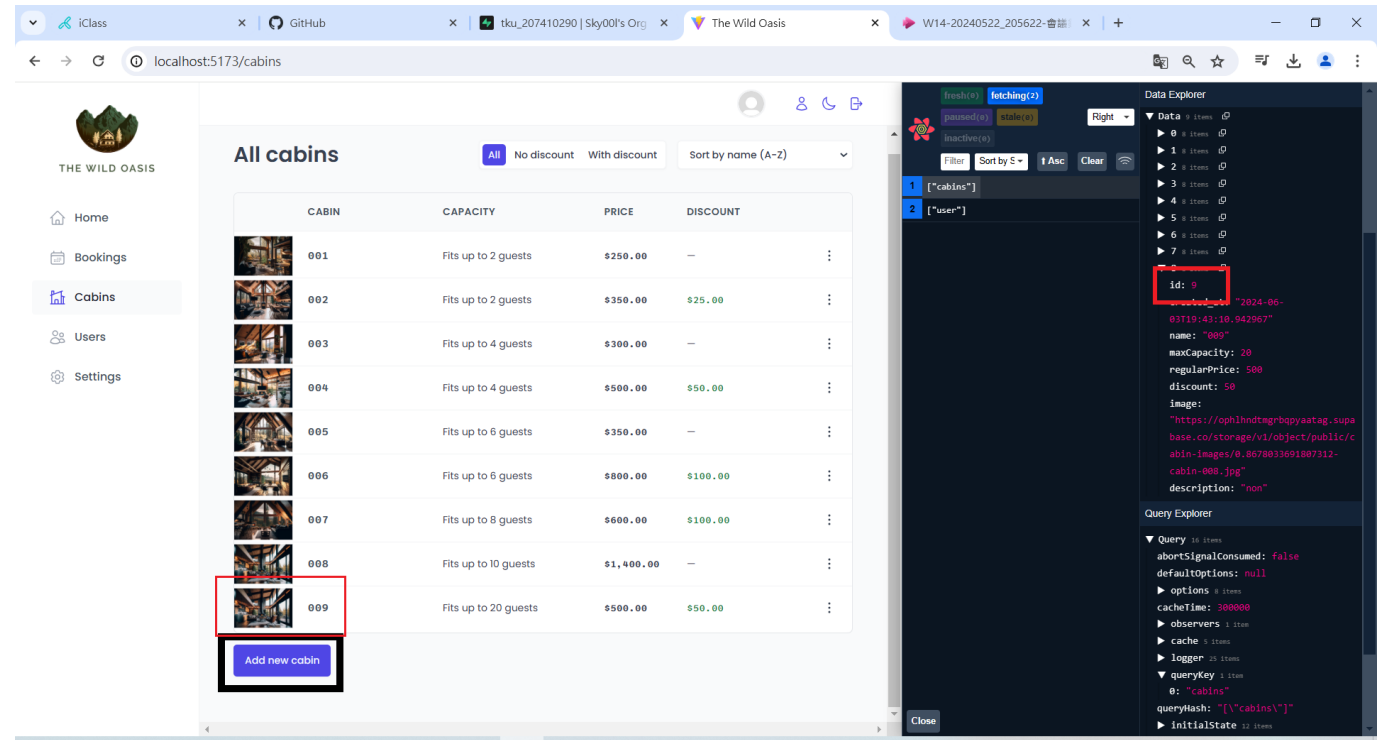 iClass
GitHub
tku_207410290 | Sky00l's Org
The Wild Oasis
W14-20240522_205622-會議
localhost:5173/cabins
THE WILD OASIS
Home
Bookings
Cabins
Users
Settings
All cabins
All No discount With discount Sort by name (A-Z)
CABIN CAPACITY PRICE DISCOUNT
001 Fits up to 2 guests $250.00 —
002 Fits up to 2 guests $350.00 $25.00
003 Fits up to 4 guests $300.00 —
004 Fits up to 4 guests $500.00 $50.00
005 Fits up to 6 guests $350.00 —
006 Fits up to 6 guests $800.00 $100.00
007 Fits up to 8 guests $600.00 $100.00
008 Fits up to 10 guests $1,400.00 —
009 Fits up to 20 guests $500.00 $50.00
Add new cabin
fresh(0) fetching(2)
paused(0) stale(0) Right
inactive(0)
Filter Sort by S ↑ Asc Clear
1 ["cabins"]
2 ["user"]
Close
Data Explorer
▼ Data 9 items
▶ 0 8 items
▶ 1 8 items
▶ 2 8 items
▶ 3 8 items
▶ 4 8 items
▶ 5 8 items
▶ 6 8 items
▶ 7 8 items
id: 9
created_at: "2024-06-
03T19:43:10.942967"
name: "009"
maxCapacity: 20
regularPrice: 500
discount: 50
image:
"https://ophlhndtmgrbqpyaatag.supa
base.co/storage/v1/object/public/c
abin-images/0.8678033691807312-
cabin-008.jpg"
description: "non"
Query Explorer
▼ Query 16 items
abortSignalConsumed: false
defaultOptions: null
▶ options 8 items
cacheTime: 300000
▶ observers 1 item
▶ cache 5 items
▶ logger 25 items
▼ queryKey 1 item
0: "cabins"
queryHash: "[\"cabins\"]"
▶ initialState 12 items